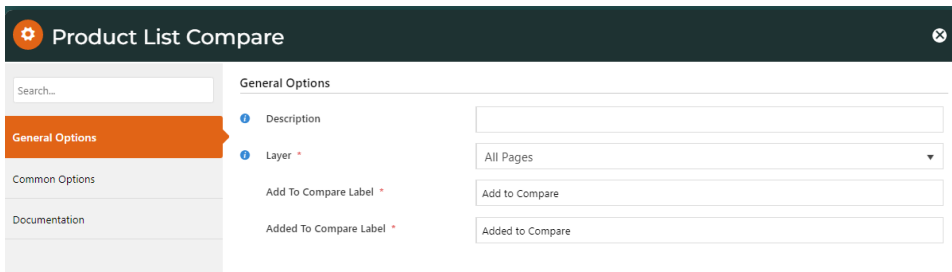 Product List Compare
Search...
General Options
Common Options
Documentation
General Options
Description
Layer *
All Pages
Add To Compare Label *
Add to Compare
Added To Compare Label *
Added to Compare